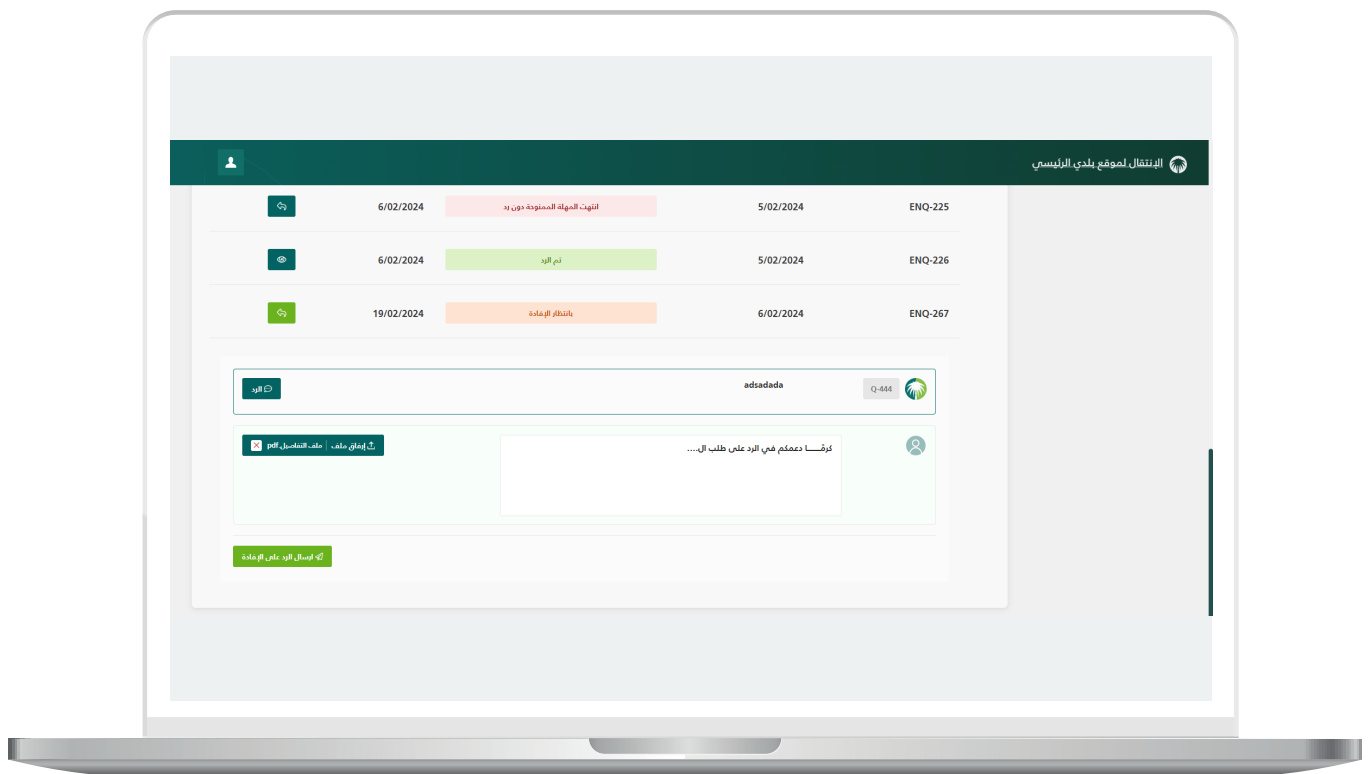 الإنتقال لموقع بلدي الرئيسي
ENQ-225 5/02/2024 انتهت المهلة الممنوحة دون رد 6/02/2024
ENQ-226 5/02/2024 تم الرد 6/02/2024
ENQ-267 6/02/2024 بانتظار الإفادة 19/02/2024
Q-444 adsadada الرد
كرمًـــــا دعمكم في الرد على طلب ال.... إرفاق ملف ملف التفاصيل.pdf
ارسال الرد على الإفادة